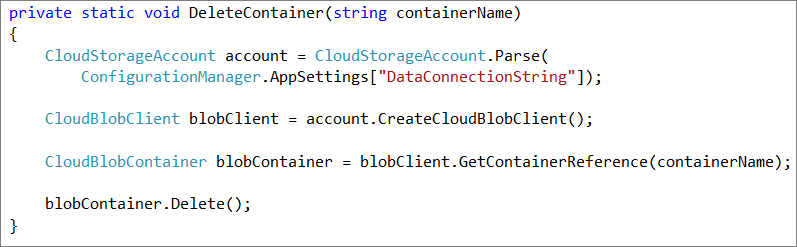 private static void DeleteContainer(string containerName)
{
    CloudStorageAccount account = CloudStorageAccount.Parse(
        ConfigurationManager.AppSettings["DataConnectionString"]);
    CloudBlobClient blobClient = account.CreateCloudBlobClient();
    CloudBlobContainer blobContainer = blobClient.GetContainerReference(containerName);
    blobContainer.Delete();
}